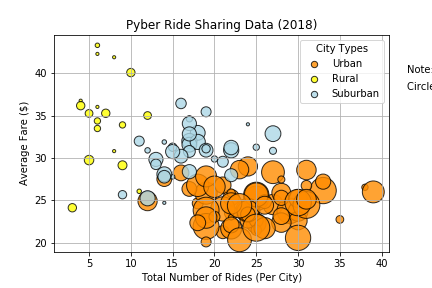 Pyber Ride Sharing Data (2018)
City Types
Urban
Rural
Suburban
Note:
Circle
Average Fare ($)
40
35
30
25
20
5
10
15
20
25
30
35
40
Total Number of Rides (Per City)